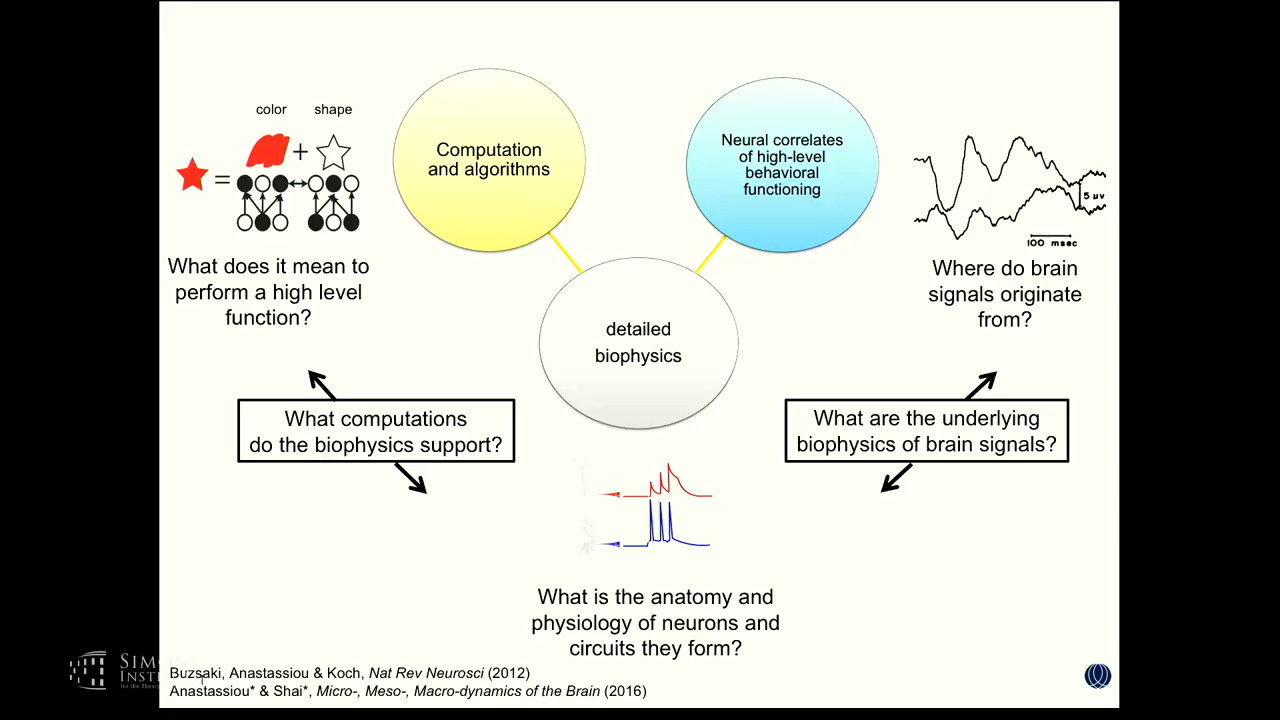 color shape
+
=
Computation
and algorithms
Neural correlates
of high-level
behavioral
functioning
5 μv
100 msec
What does it mean to
perform a high level
function?
Where do brain
signals originate
from?
detailed
biophysics
What computations
do the biophysics support?
What are the underlying
biophysics of brain signals?
What is the anatomy and
physiology of neurons and
circuits they form?
Buzsaki, Anastassiou & Koch, Nat Rev Neurosci (2012)
Anastassiou* & Shai*, Micro-, Meso-, Macro-dynamics of the Brain (2016)